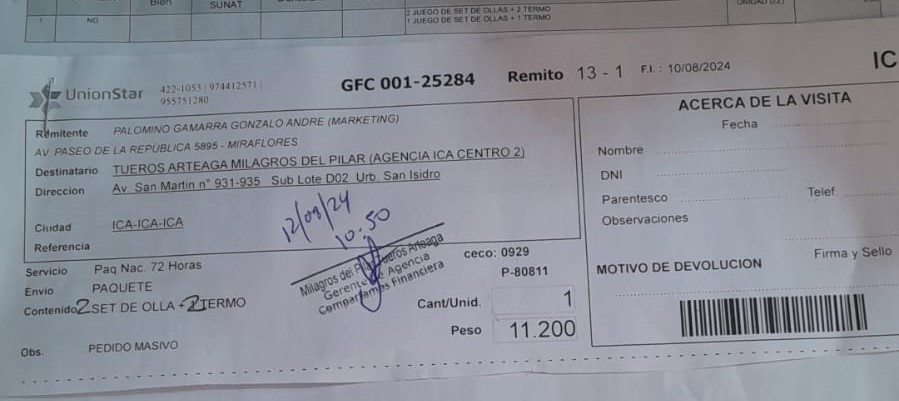 Bien
SUNAT
UNIDAD
1 NO
2 JUEGO DE SET DE OLLAS + 2 TERMO
1 JUEGO DE SET DE OLLAS + 1 TERMO
UnionStar 422-1053 | 974412571 |
955751280
GFC 001-25284 Remito 13 - 1 F.I.: 10/08/2024 IC
Remitente PALOMINO GAMARRA GONZALO ANDRE (MARKETING)
AV. PASEO DE LA REPÚBLICA 5895 - MIRAFLORES
Destinatario TUEROS ARTEAGA MILAGROS DEL PILAR (AGENCIA ICA CENTRO 2)
Direccion Av. San Martin n° 931-935 Sub Lote D02 Urb. San Isidro
Ciudad ICA-ICA-ICA
Referencia
12/08/24
10:50
Milagros del Pilar Tueros Arteaga
Gerente de Agencia
Compartamos Financiera
Servicio Paq Nac. 72 Horas
Envio PAQUETE
Contenido 2 SET DE OLLA + 2 TERMO
Obs. PEDIDO MASIVO
ceco: 0929
P-80811
Cant/Unid. 1
Peso 11.200
ACERCA DE LA VISITA
Fecha
Nombre
DNI
Parentesco Telef
Observaciones
Firma y Sello
MOTIVO DE DEVOLUCION